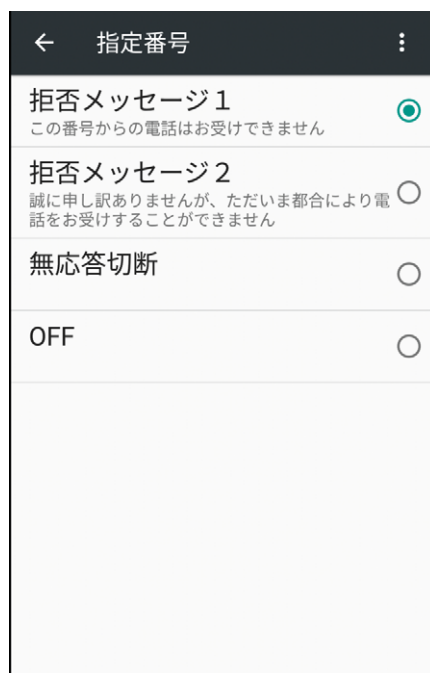 指定番号
拒否メッセージ１
この番号からの電話はお受けできません
拒否メッセージ２
誠に申し訳ありませんが、ただいま都合により電
話をお受けすることができません
無応答切断
OFF